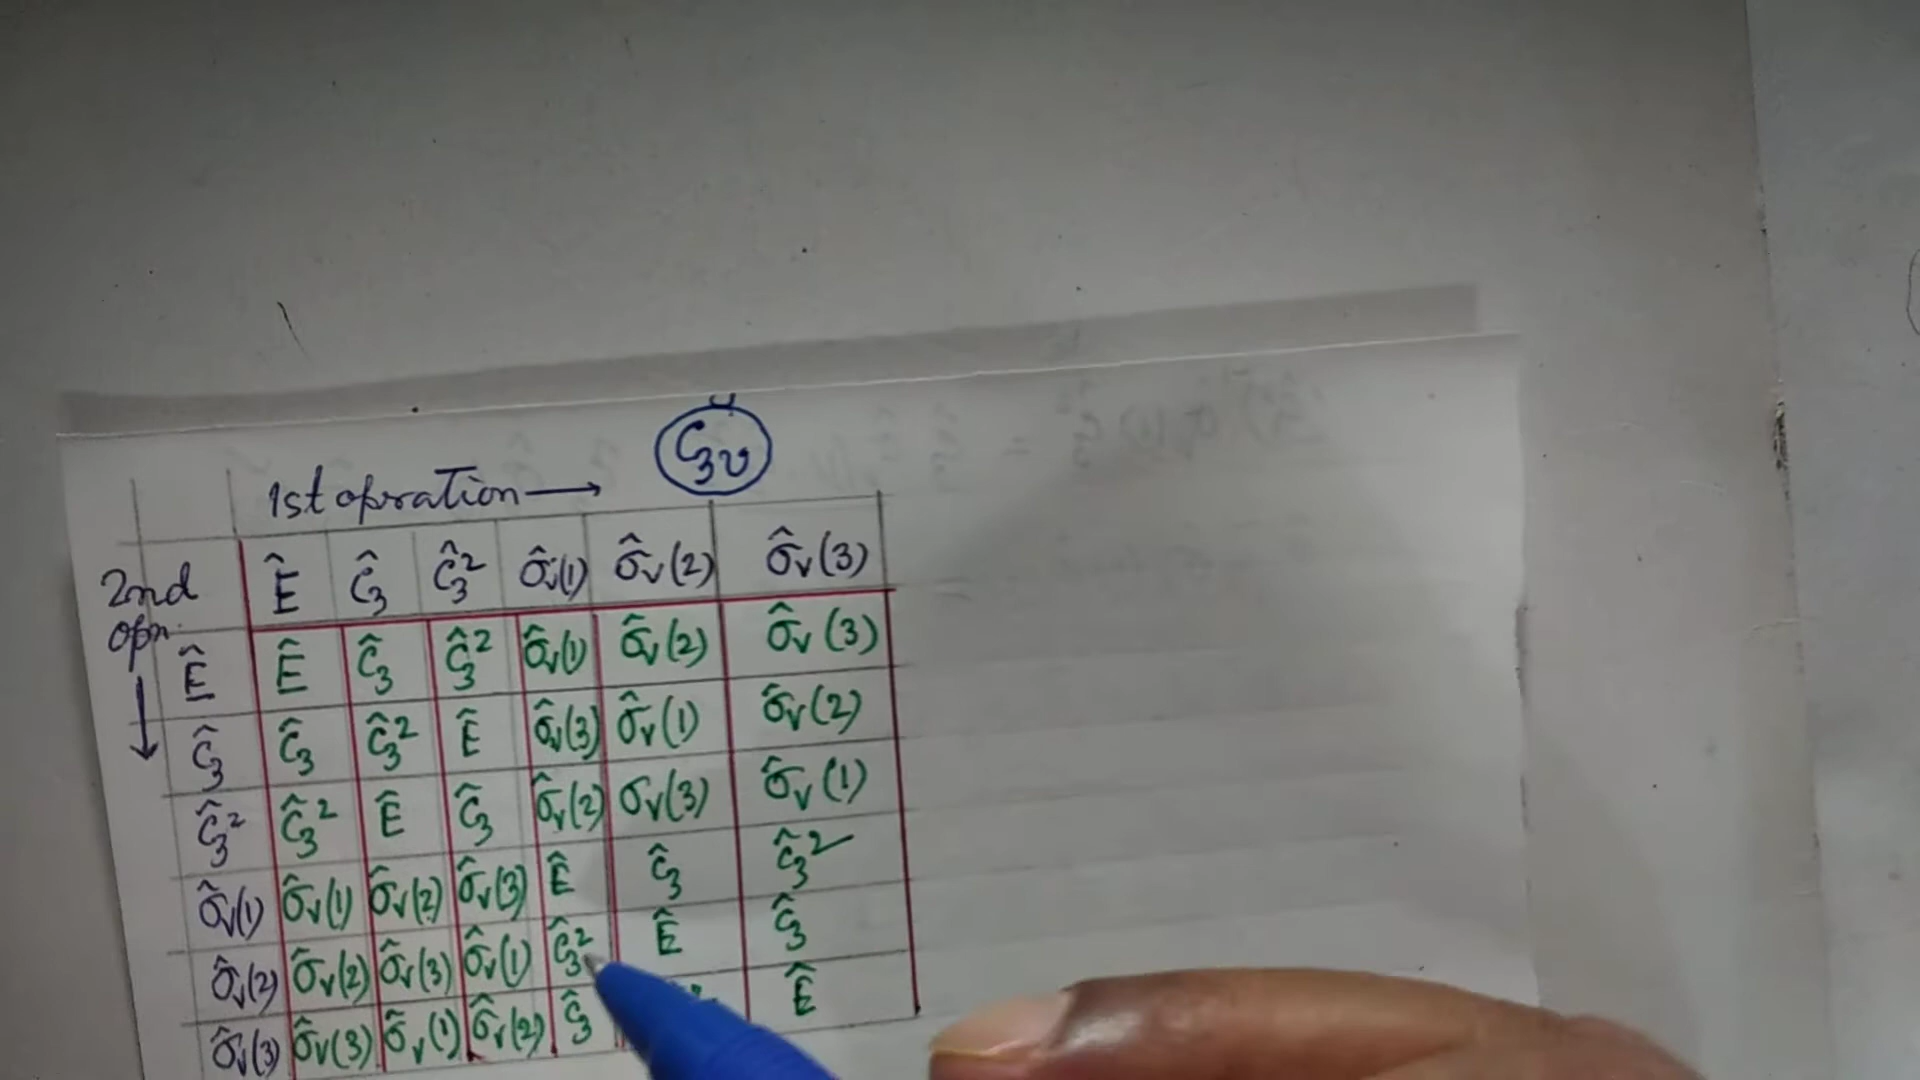 C3v
1st opration →
2nd opn. ↓
Ê Ĉ3 Ĉ3² σ̂v(1) σ̂v(2) σ̂v(3)
Ê Ê Ĉ3 Ĉ3² σ̂v(1) σ̂v(2) σ̂v(3)
Ĉ3 Ĉ3 Ĉ3² Ê σ̂v(3) σ̂v(1) σ̂v(2)
Ĉ3² Ĉ3² Ê Ĉ3 σ̂v(2) σv(3) σ̂v(1)
σ̂v(1) σ̂v(1) σ̂v(2) σ̂v(3) Ê Ĉ3 Ĉ3²
σ̂v(2) σ̂v(2) σ̂v(3) σ̂v(1) Ĉ3² Ê Ĉ3
σ̂v(3) σ̂v(3) σ̂v(1) σ̂v(2) Ĉ3 Ê